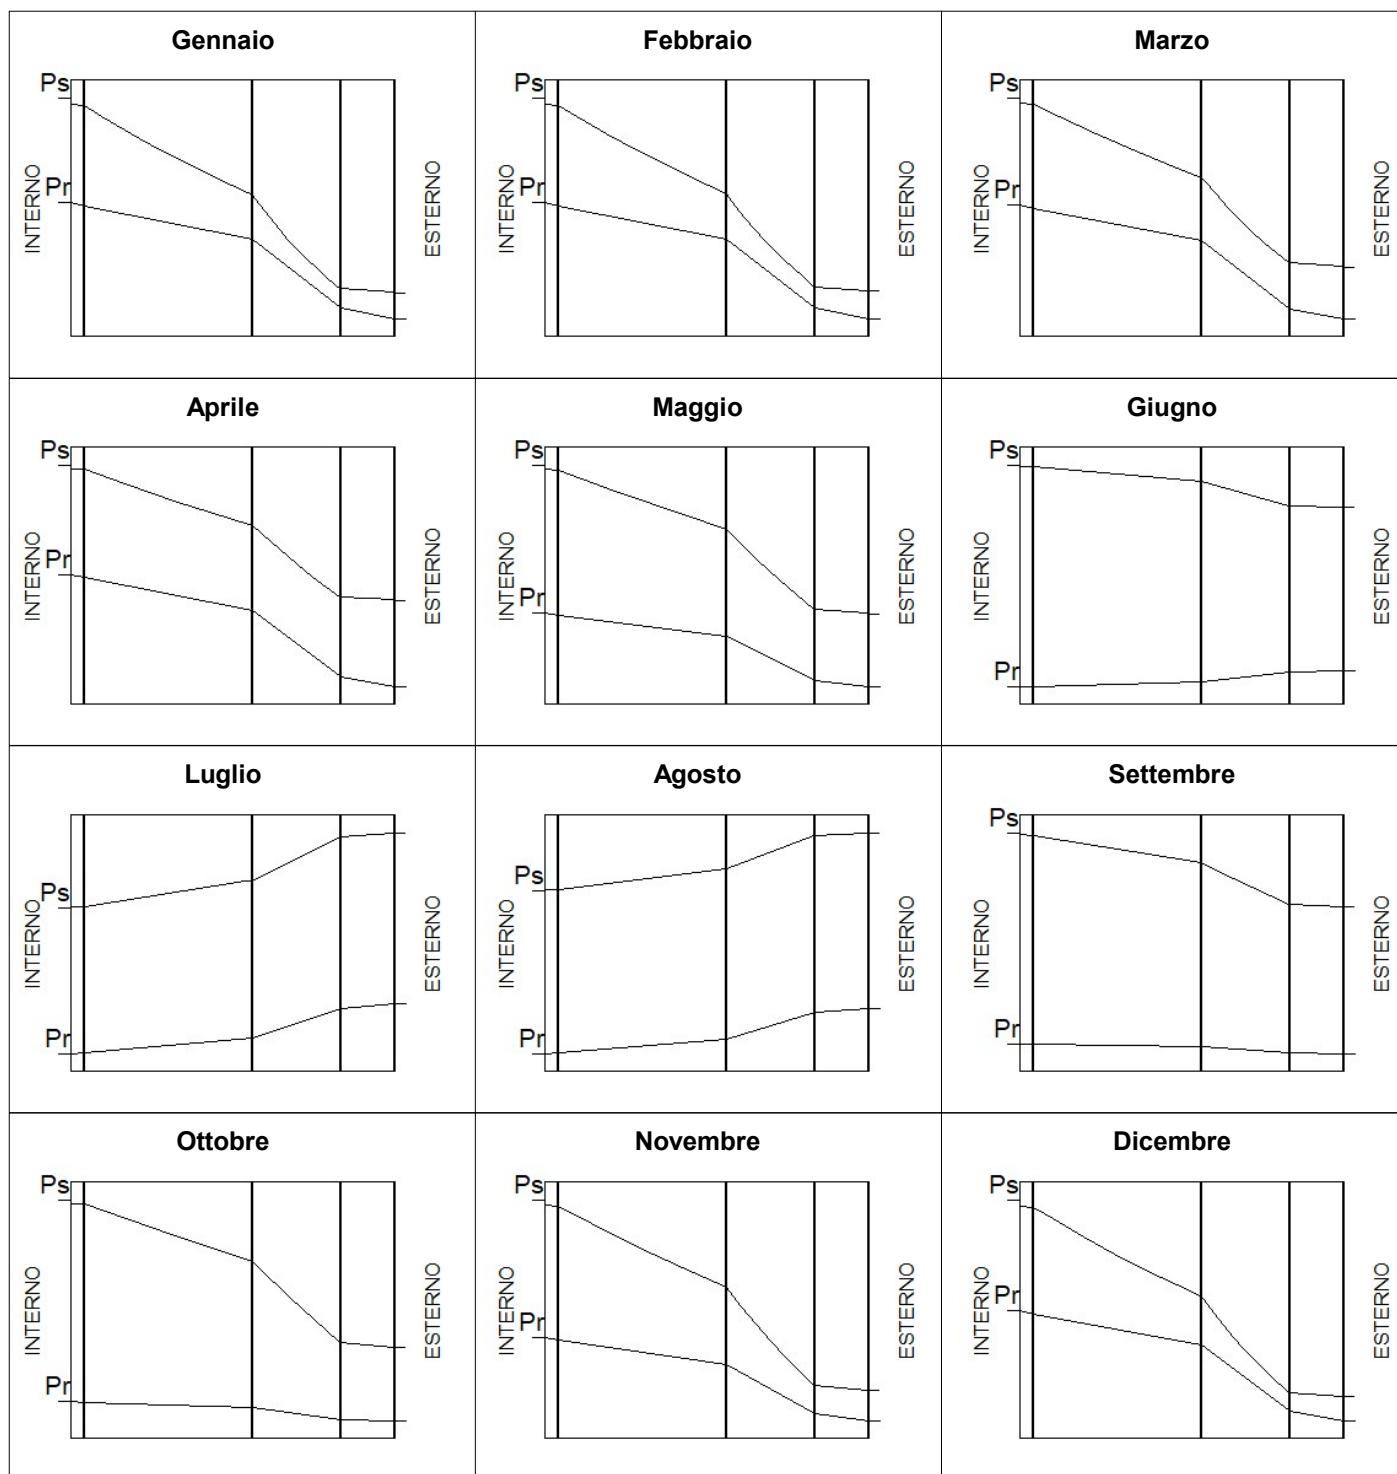 Gennaio
Ps
Pr
INTERNO
ESTERNO
Febbraio
Ps
Pr
INTERNO
ESTERNO
Marzo
Ps
Pr
INTERNO
ESTERNO
Aprile
Ps
Pr
INTERNO
ESTERNO
Maggio
Ps
Pr
INTERNO
ESTERNO
Giugno
Ps
Pr
INTERNO
ESTERNO
Luglio
Ps
Pr
INTERNO
ESTERNO
Agosto
Ps
Pr
INTERNO
ESTERNO
Settembre
Ps
Pr
INTERNO
ESTERNO
Ottobre
Ps
Pr
INTERNO
ESTERNO
Novembre
Ps
Pr
INTERNO
ESTERNO
Dicembre
Ps
Pr
INTERNO
ESTERNO